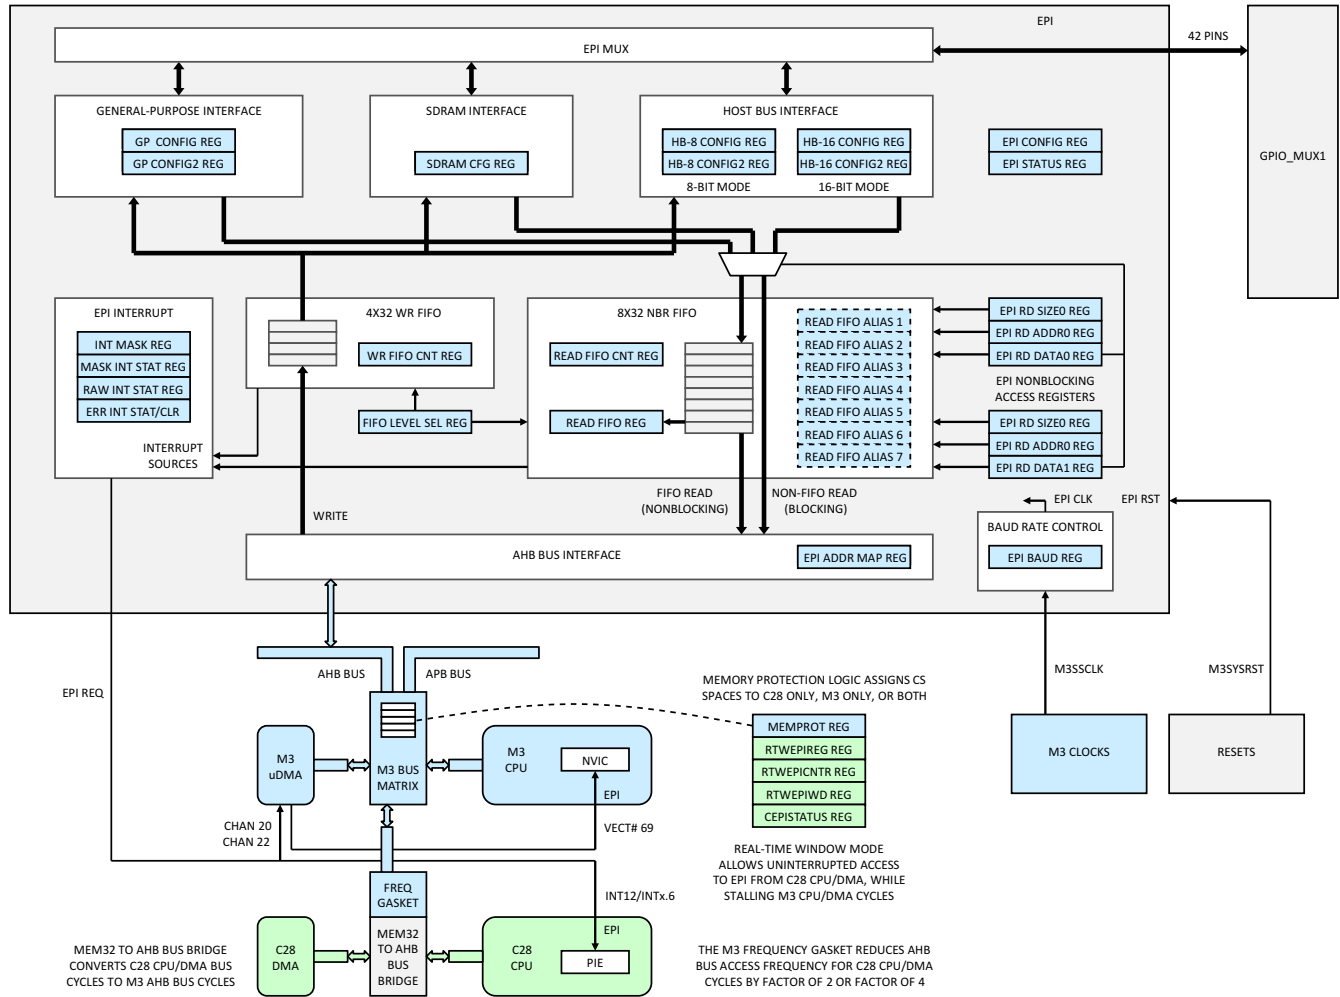 EPI
42 PINS
EPI MUX
GPIO_MUX1
GENERAL-PURPOSE INTERFACE
GP CONFIG REG
GP CONFIG2 REG
SDRAM INTERFACE
SDRAM CFG REG
HOST BUS INTERFACE
HB-8 CONFIG REG
HB-8 CONFIG2 REG
8-BIT MODE
HB-16 CONFIG REG
HB-16 CONFIG2 REG
16-BIT MODE
EPI CONFIG REG
EPI STATUS REG
EPI INTERRUPT
INT MASK REG
MASK INT STAT REG
RAW INT STAT REG
ERR INT STAT/CLR
INTERRUPT
SOURCES
4X32 WR FIFO
WR FIFO CNT REG
FIFO LEVEL SEL REG
8X32 NBR FIFO
READ FIFO CNT REG
READ FIFO REG
READ FIFO ALIAS 1
READ FIFO ALIAS 2
READ FIFO ALIAS 3
READ FIFO ALIAS 4
READ FIFO ALIAS 5
READ FIFO ALIAS 6
READ FIFO ALIAS 7
EPI RD SIZE0 REG
EPI RD ADDR0 REG
EPI RD DATA0 REG
EPI NONBLOCKING
ACCESS REGISTERS
EPI RD SIZE0 REG
EPI RD ADDR0 REG
EPI RD DATA1 REG
WRITE
FIFO READ
(NONBLOCKING)
NON-FIFO READ
(BLOCKING)
EPI CLK
EPI RST
BAUD RATE CONTROL
EPI BAUD REG
AHB BUS INTERFACE
EPI ADDR MAP REG
AHB BUS
APB BUS
EPI REQ
M3SSCLK
M3SYSRST
MEMORY PROTECTION LOGIC ASSIGNS CS
SPACES TO C28 ONLY, M3 ONLY, OR BOTH
MEMPROT REG
RTWEPIREG REG
RTWEPICNTR REG
RTWEPIWD REG
CEPISTATUS REG
M3 CLOCKS
RESETS
M3
uDMA
M3 BUS
MATRIX
M3
CPU
NVIC
EPI
CHAN 20
CHAN 22
VECT# 69
REAL-TIME WINDOW MODE
ALLOWS UNINTERRUPTED ACCESS
TO EPI FROM C28 CPU/DMA, WHILE
STALLING M3 CPU/DMA CYCLES
FREQ
GASKET
INT12/INTx.6
MEM32 TO AHB BUS BRIDGE
CONVERTS C28 CPU/DMA BUS
CYCLES TO M3 AHB BUS CYCLES
C28
DMA
MEM32
TO AHB
BUS
BRIDGE
C28
CPU
EPI
PIE
THE M3 FREQUENCY GASKET REDUCES AHB
BUS ACCESS FREQUENCY FOR C28 CPU/DMA
CYCLES BY FACTOR OF 2 OR FACTOR OF 4